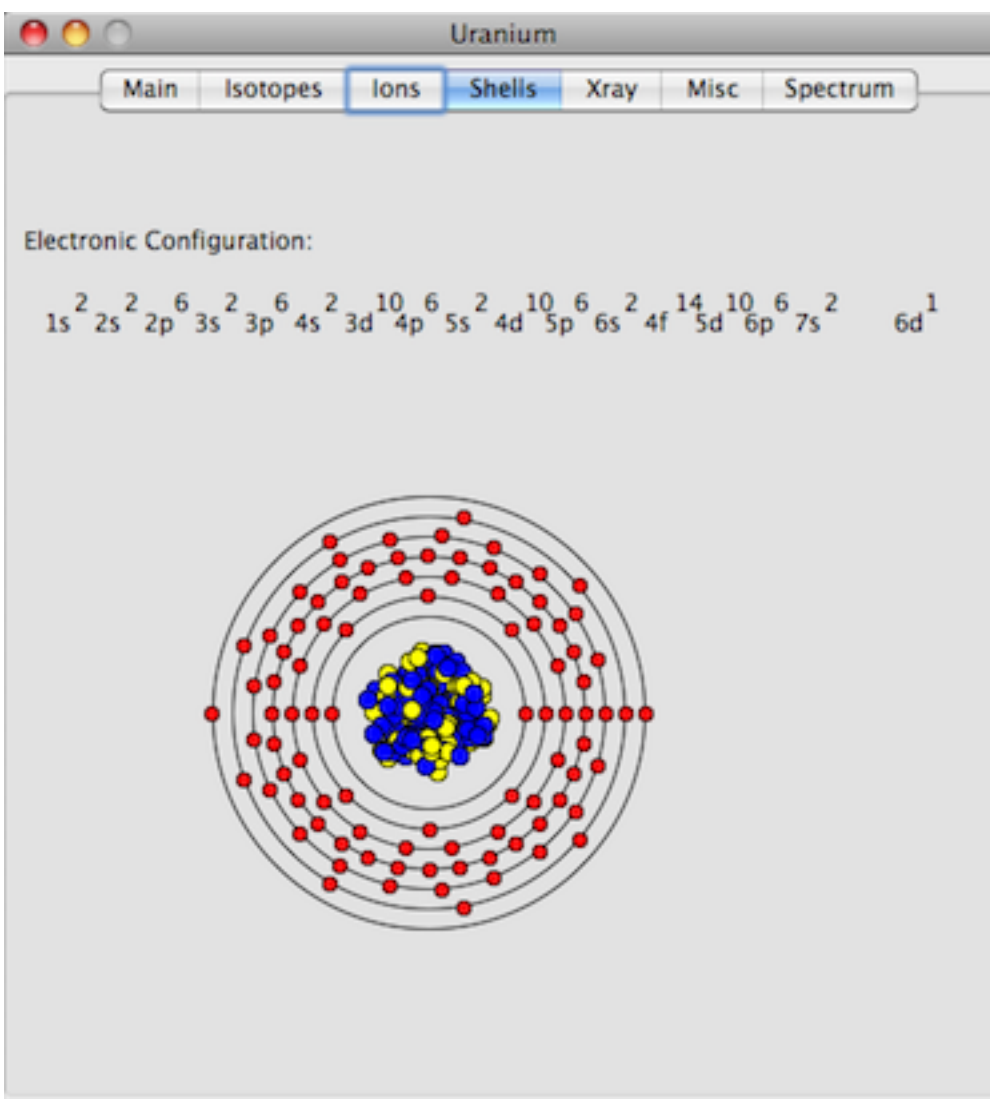 Uranium
Main Isotopes Ions Shells Xray Misc Spectrum
Electronic Configuration:
1s² 2s² 2p⁶ 3s² 3p⁶ 4s² 3d¹⁰ 4p⁶ 5s² 4d¹⁰ 5p⁶ 6s² 4f¹⁴ 5d¹⁰ 6p⁶ 7s² 6d¹